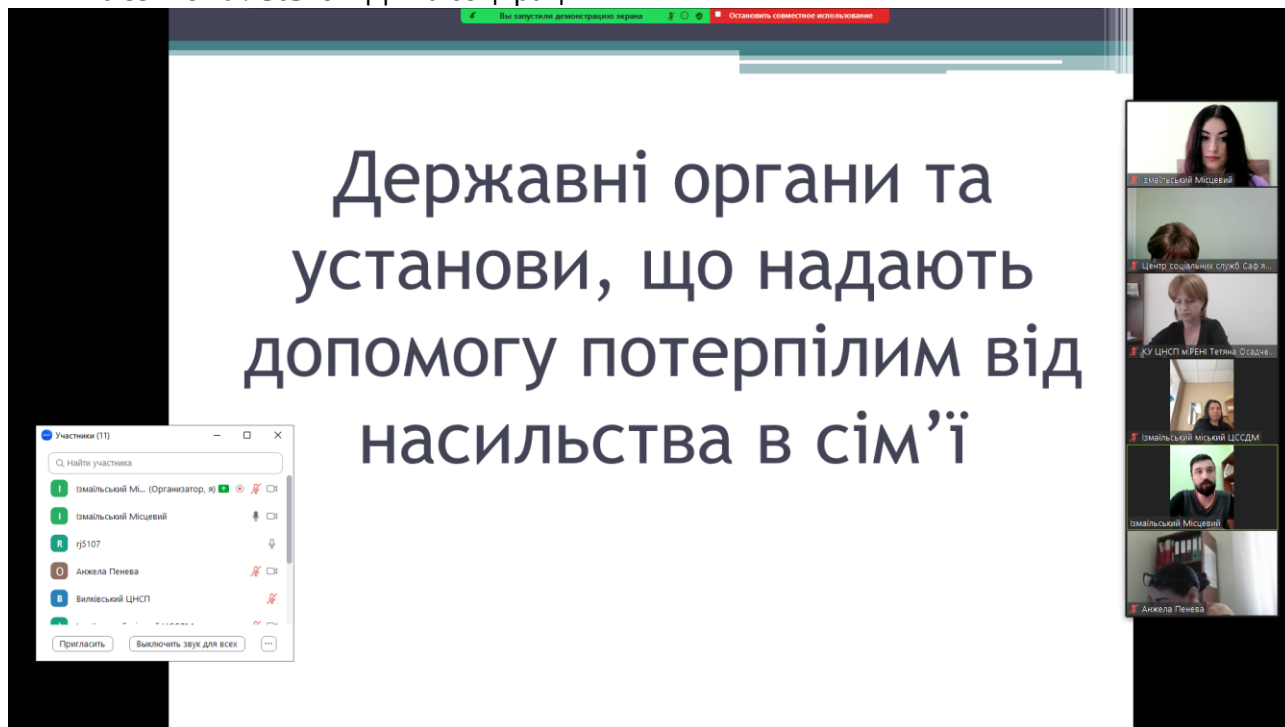 Вы запустили демонстрацию экрана
Остановить совместное использование
Державні органи та
установи, що надають
допомогу потерпілим від
насильства в сім’ї
Участники (11)
Найти участника
І Ізмаїльський Мі... (Организатор, я)
І Ізмаїльський Місцевий
R rj5107
О Анжела Пенева
В Вилківський ЦНСП
Пригласить
Выключить звук для всех
...
Ізмаїльський Місцевий
Центр соціальних служб Саф'я...
КУ ЦНСП м.РЕНІ Тетяна Осадче...
Ізмаїльський міський ЦССДМ
Ізмаїльський Місцевий
Анжела Пенева